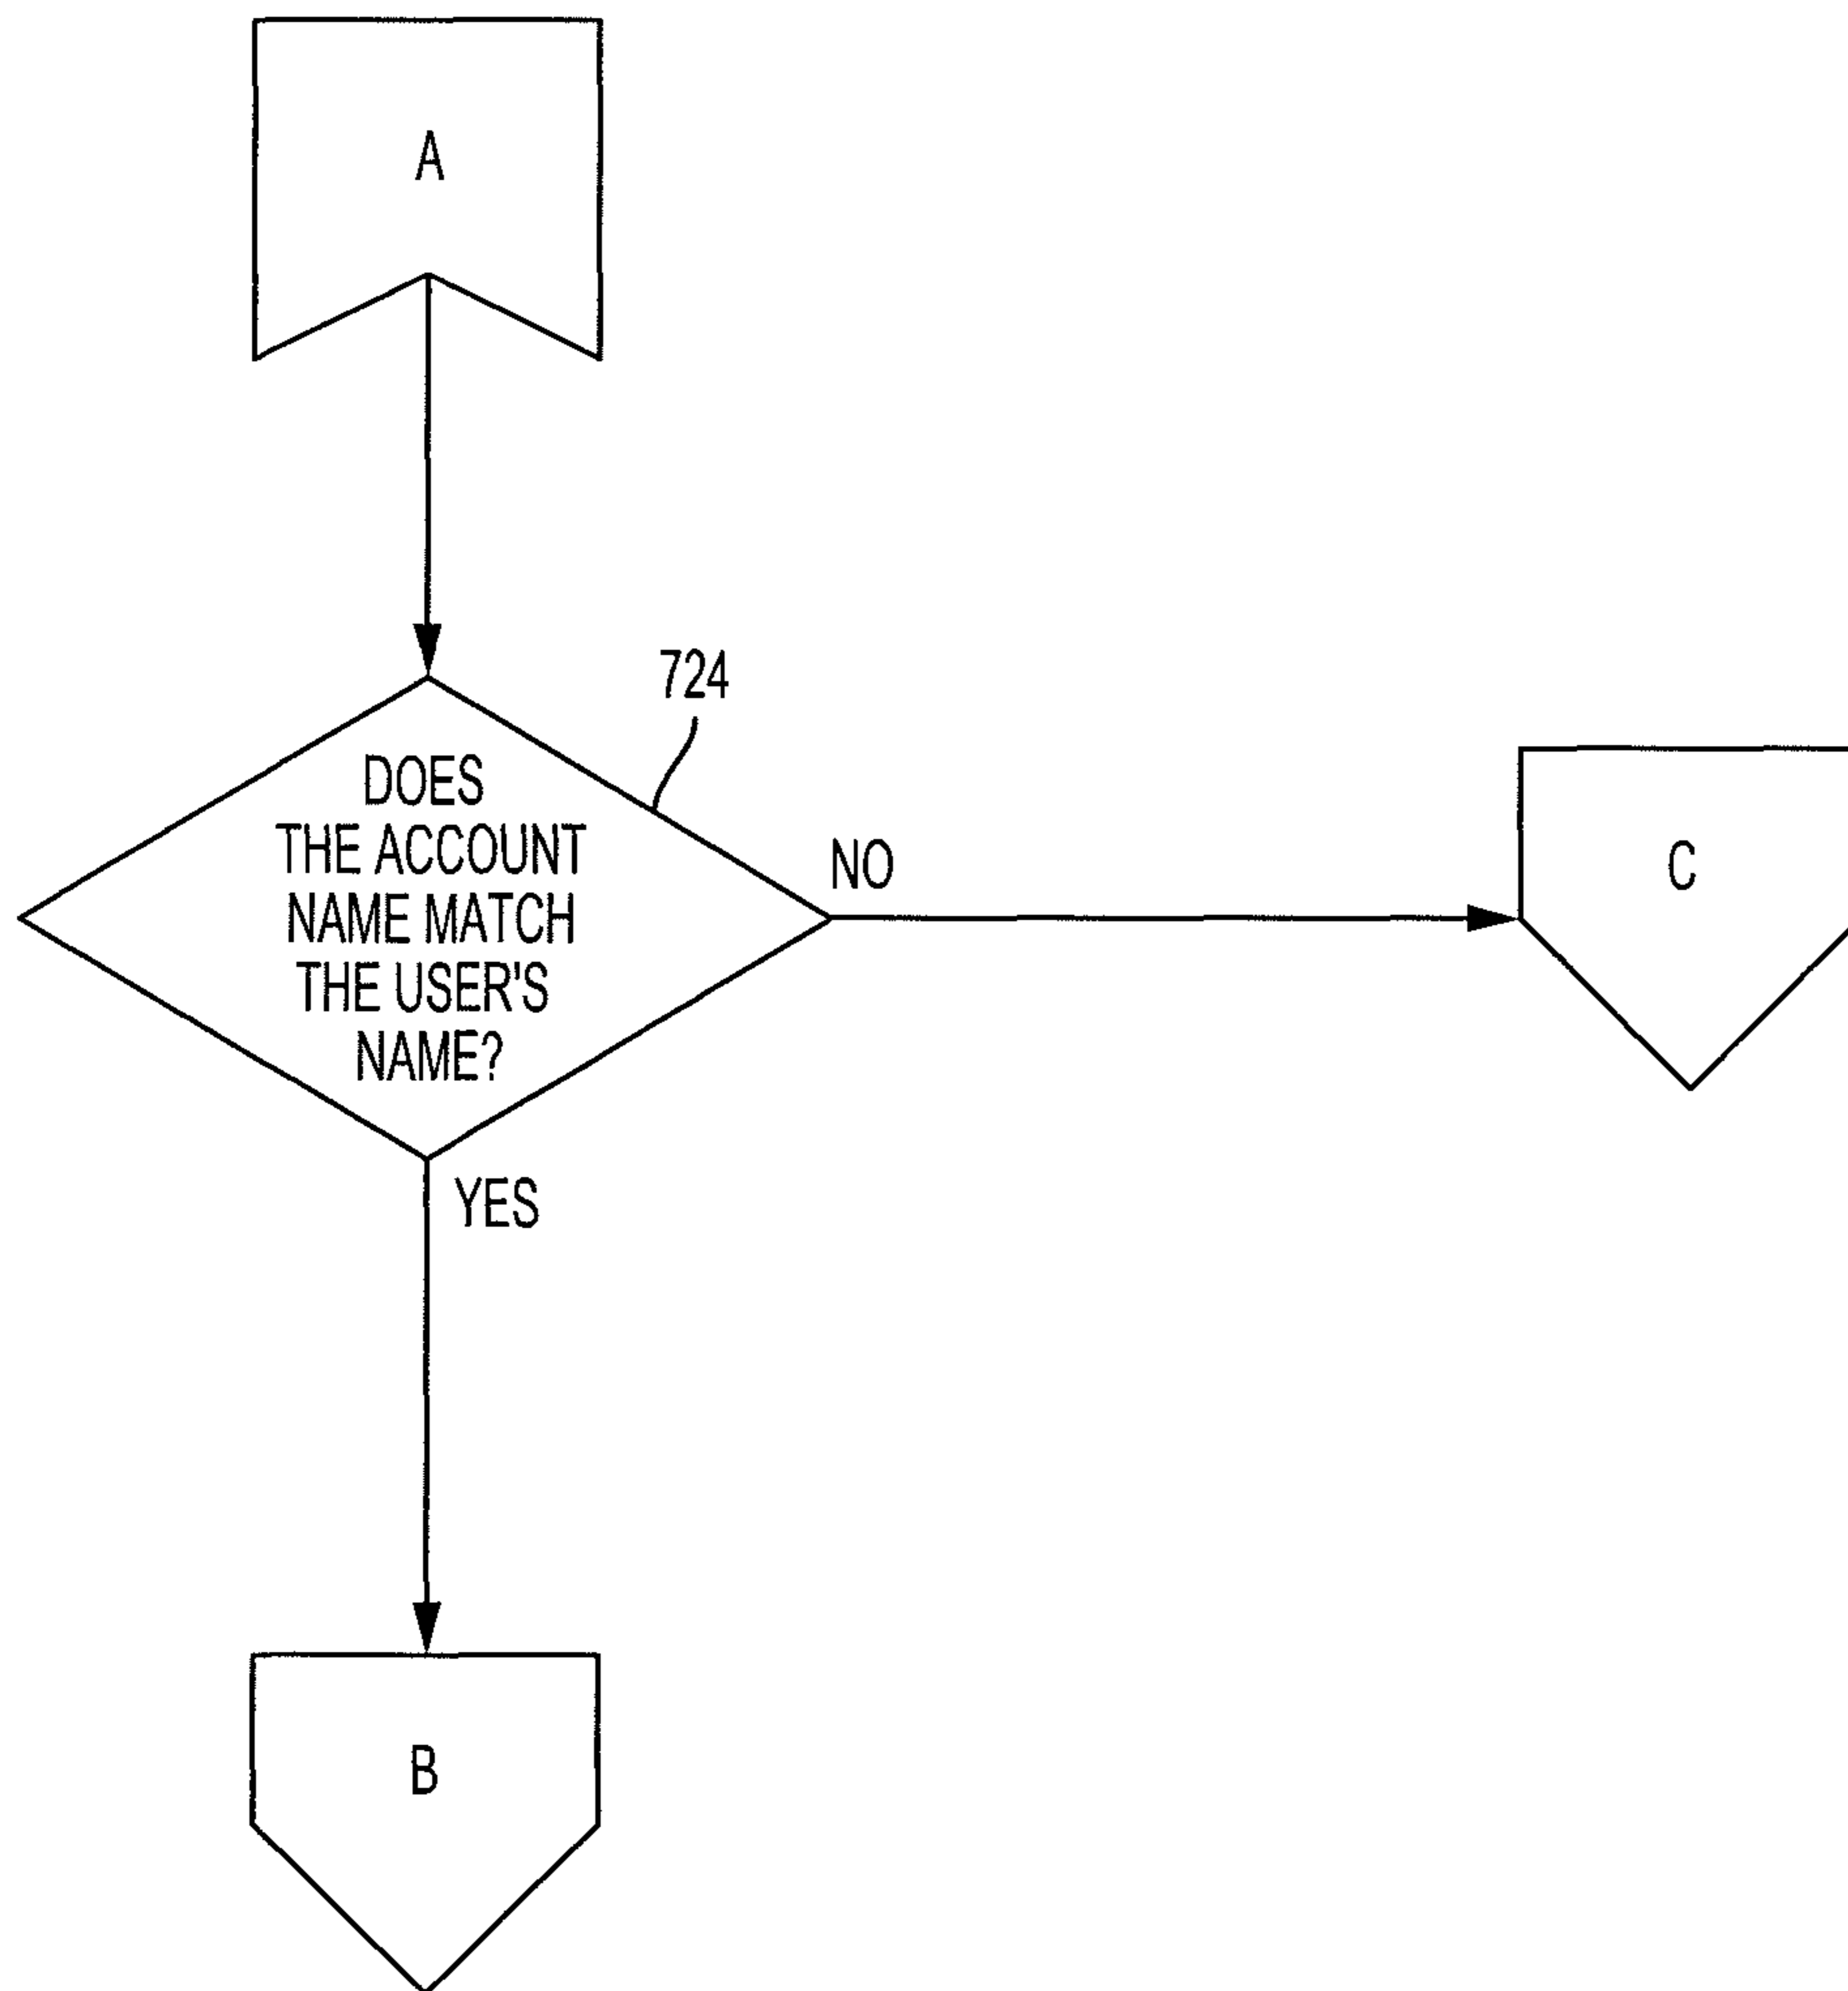 A
724
DOES
THE ACCOUNT
NAME MATCH
THE USER'S
NAME?
NO
C
YES
B